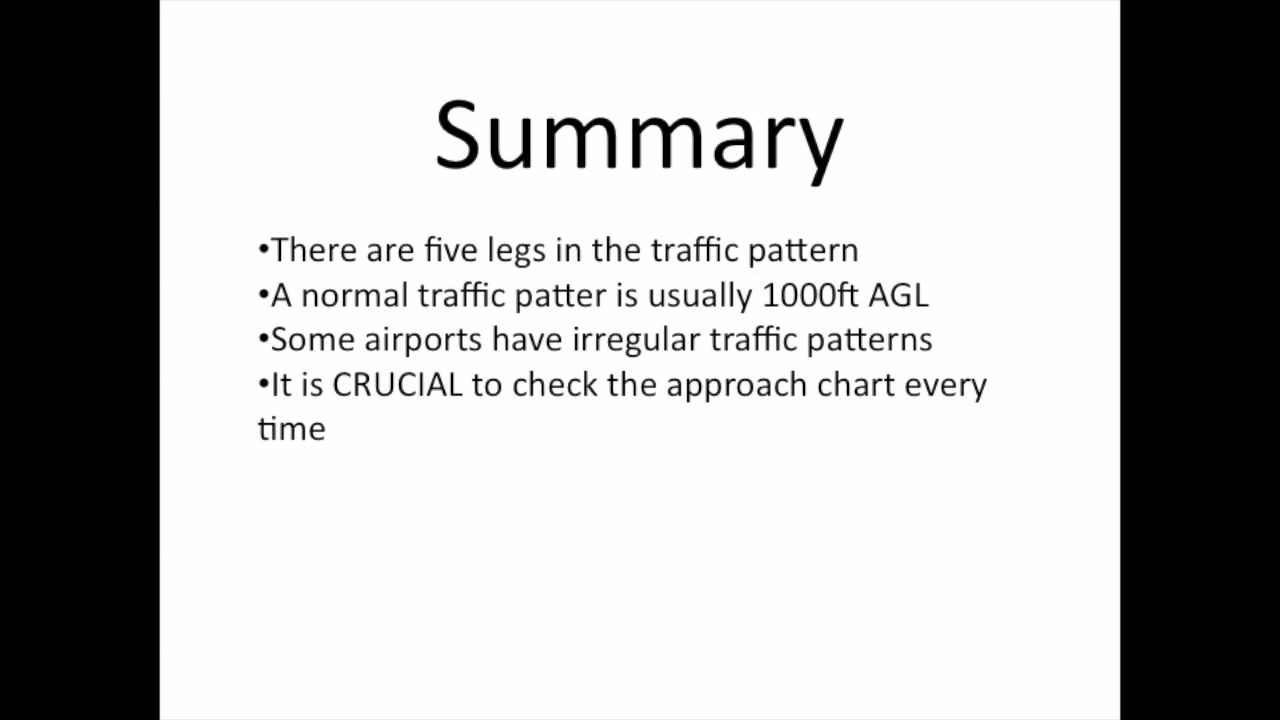 Summary
•There are five legs in the traffic pattern
•A normal traffic patter is usually 1000ft AGL
•Some airports have irregular traffic patterns
•It is CRUCIAL to check the approach chart every
time